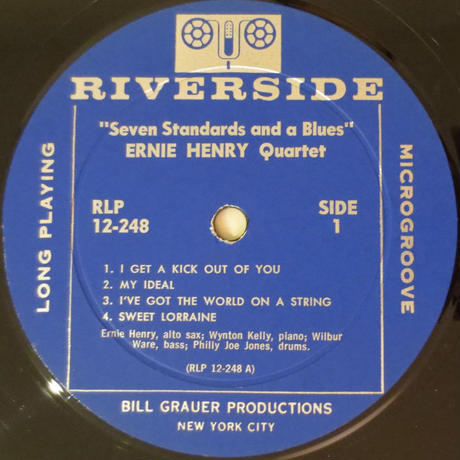 RIVERSIDE
"Seven Standards and a Blues"
ERNIE HENRY Quartet
LONG PLAYING
MICROGROOVE
RLP
12-248
SIDE
1
1. I GET A KICK OUT OF YOU
2. MY IDEAL
3. I'VE GOT THE WORLD ON A STRING
4. SWEET LORRAINE
Ernie Henry, alto sax; Wynton Kelly, piano; Wilbur
Ware, bass; Philly Joe Jones, drums.
(RLP 12-248 A)
BILL GRAUER PRODUCTIONS
NEW YORK CITY